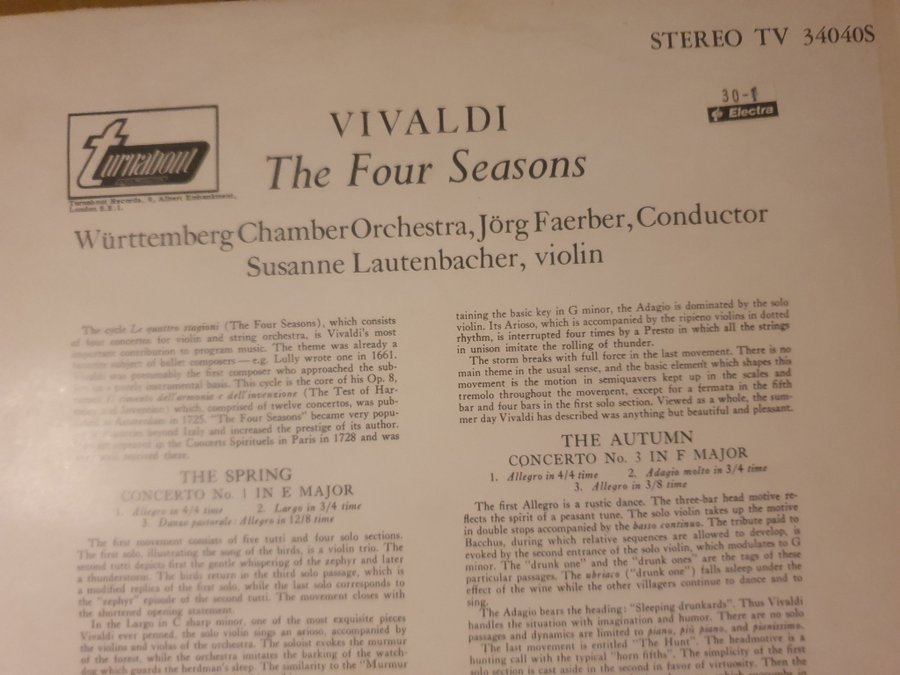 STEREO TV 34040S
30-1
Electra
turnabout
Turnabout Records, 9, Albert Embankment,
London S.E.1.
VIVALDI
The Four Seasons
Württemberg Chamber Orchestra, Jörg Faerber, Conductor
Susanne Lautenbacher, violin
The cycle Le quattro stagioni (The Four Seasons), which consists
of four concertos for violin and string orchestra, is Vivaldi's most
important contribution to program music. The theme was already a
subject of ballet composers — e.g. Lully wrote one in 1661.
Vivaldi was presumably the first composer who approached the sub-
on a purely instrumental basis. This cycle is the core of his Op. 8,
dell'armonia e dell'invenzione (The Test of Har-
and Invention) which, comprised of twelve concertos, was pub-
in Amsterdam in 1725. "The Four Seasons" became very popu-
beyond Italy and increased the prestige of its author.
the Concerts Spirituels in Paris in 1728 and was
received there.
THE SPRING
CONCERTO No. 1 IN E MAJOR
1. Allegro in 4/4 time 2. Largo in 3/4 time
3. Danza pastorale: Allegro in 12/8 time
The first movement consists of five tutti and four solo sections.
The first solo, illustrating the song of the birds, is a violin trio. The
second tutti depicts first the gentle whispering of the zephyr and later
a thunderstorm. The birds return in the third solo passage, which is
a modified replica of the first solo, while the last solo corresponds to
the "zephyr" episode of the second tutti. The movement closes with
the shortened opening statement.
In the Largo in C sharp minor, one of the most exquisite pieces
Vivaldi ever penned, the solo violin sings an arioso, accompanied by
the violins and violas of the orchestra. The soloist evokes the murmur
of the forest, while the orchestra imitates the barking of the watch-
dog which guards the herdman's deep. The similarity to the "Murmur
taining the basic key in G minor, the Adagio is dominated by the solo
violin. Its Arioso, which is accompanied by the ripieno violins in dotted
rhythm, is interrupted four times by a Presto in which all the strings
in unison imitate the rolling of thunder.
The storm breaks with full force in the last movement. There is no
main theme in the usual sense, and the basic element which shapes this
movement is the motion in semiquavers kept up in the scales and
tremolo throughout the movement, except for a fermata in the fifth
bar and four bars in the first solo section. Viewed as a whole, the sum-
mer day Vivaldi has described was anything but beautiful and pleasant.
THE AUTUMN
CONCERTO No. 3 IN F MAJOR
1. Allegro in 4/4 time 2. Adagio molto in 3/4 time
3. Allegro in 3/8 time
The first Allegro is a rustic dance. The three-bar head motive re-
flects the spirit of a peasant tune. The solo violin takes up the motive
in double stops accompanied by the basso continuo. The tribute paid to
Bacchus, during which relative sequences are allowed to develop, is
evoked by the second entrance of the solo violin, which modulates to G
minor. The "drunk one" and the "drunk ones" are the tags of these
particular passages. The ubriaco ("drunk one") falls asleep under the
effect of the wine while the other villagers continue to dance and to
sing.
The Adagio bears the heading: "Sleeping drunkards". Thus Vivaldi
handles the situation with imagination and humor. There are no solo
passages and dynamics are limited to piano, più piano, and pianissimo.
The last movement is entitled "The Hunt". The headmotive is a
hunting call with the typical "horn fifths". The simplicity of the first
solo section is cast aside in the second in favor of virtuosity. Then the